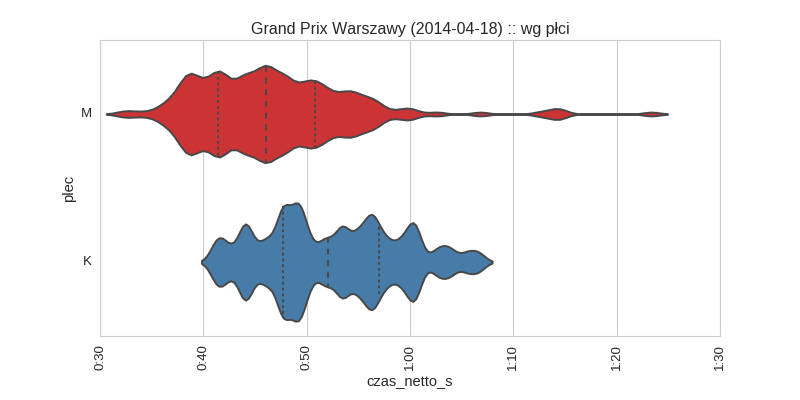 Grand Prix Warszawy (2014-04-18) :: wg płci
M
plec
K
0:30
0:40
0:50
1:00
1:10
1:20
1:30
czas_netto_s